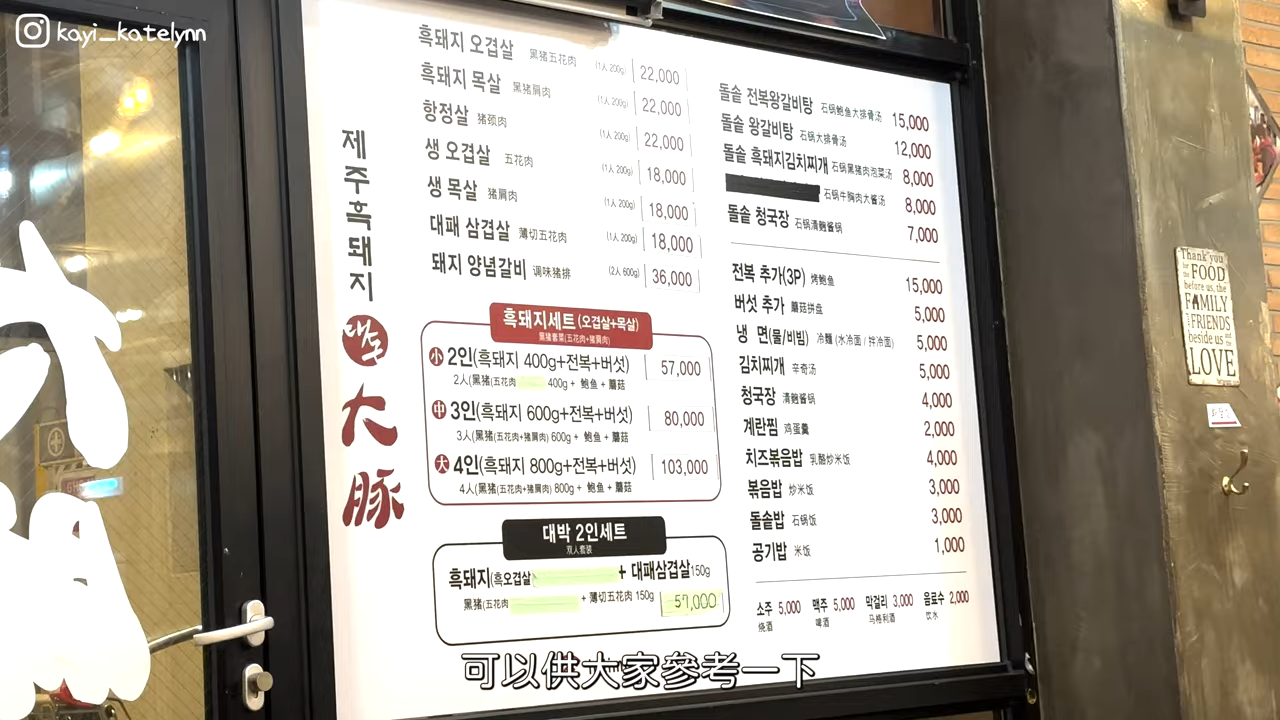 kayi_katelynn
제주흑돼지
대돈
大豚
흑돼지 오겹살 黑猪五花肉 (1人 200g) 22,000
흑돼지 목살 黑猪肩肉 (1人 200g) 22,000
항정살 猪颈肉 (1人 200g) 22,000
생 오겹살 五花肉 (1人 200g) 18,000
생 목살 猪肩肉 (1人 200g) 18,000
대패 삼겹살 薄切五花肉 (1人 200g) 18,000
돼지 양념갈비 调味猪排 (2人 600g) 36,000
흑돼지세트(오겹살+목살)
黑猪套菜(五花肉+猪肩肉)
小 2인(흑돼지 400g+전복+버섯) 57,000
2人(黑猪(五花肉 400g + 鲍鱼 + 蘑菇
中 3인(흑돼지 600g+전복+버섯) 80,000
3人(黑猪(五花肉+猪肩肉) 600g + 鲍鱼 + 蘑菇
大 4인(흑돼지 800g+전복+버섯) 103,000
4人(黑猪(五花肉+猪肩肉) 800g + 鲍鱼 + 蘑菇
대박 2인세트
双人套装
흑돼지(흑오겹살 + 대패삼겹살150g
黑猪(五花肉 + 薄切五花肉 150g 57,000
돌솥 전복왕갈비탕 石锅鲍鱼大排骨汤 15,000
돌솥 왕갈비탕 石锅大排骨汤 12,000
돌솥 흑돼지김치찌개 石锅黑猪肉泡菜汤 8,000
石锅牛胸肉大酱汤 8,000
돌솥 청국장 石锅清麴酱锅 7,000
전복 추가(3P) 烤鲍鱼 15,000
버섯 추가 蘑菇拼盘 5,000
냉 면(물/비빔) 冷麵 (水冷面 / 拌冷面) 5,000
김치찌개 辛奇汤 5,000
청국장 清麴酱锅 4,000
계란찜 鸡蛋羹 2,000
치즈볶음밥 乳酪炒米饭 4,000
볶음밥 炒米饭 3,000
돌솥밥 石锅饭 3,000
공기밥 米饭 1,000
소주 5,000 맥주 5,000 막걸리 3,000 음료수 2,000
烧酒 啤酒 马格利酒 饮水
Thank you
for the FOOD
before us, the
FAMILY
and FRIENDS
beside us
the LOVE
可以供大家參考一下